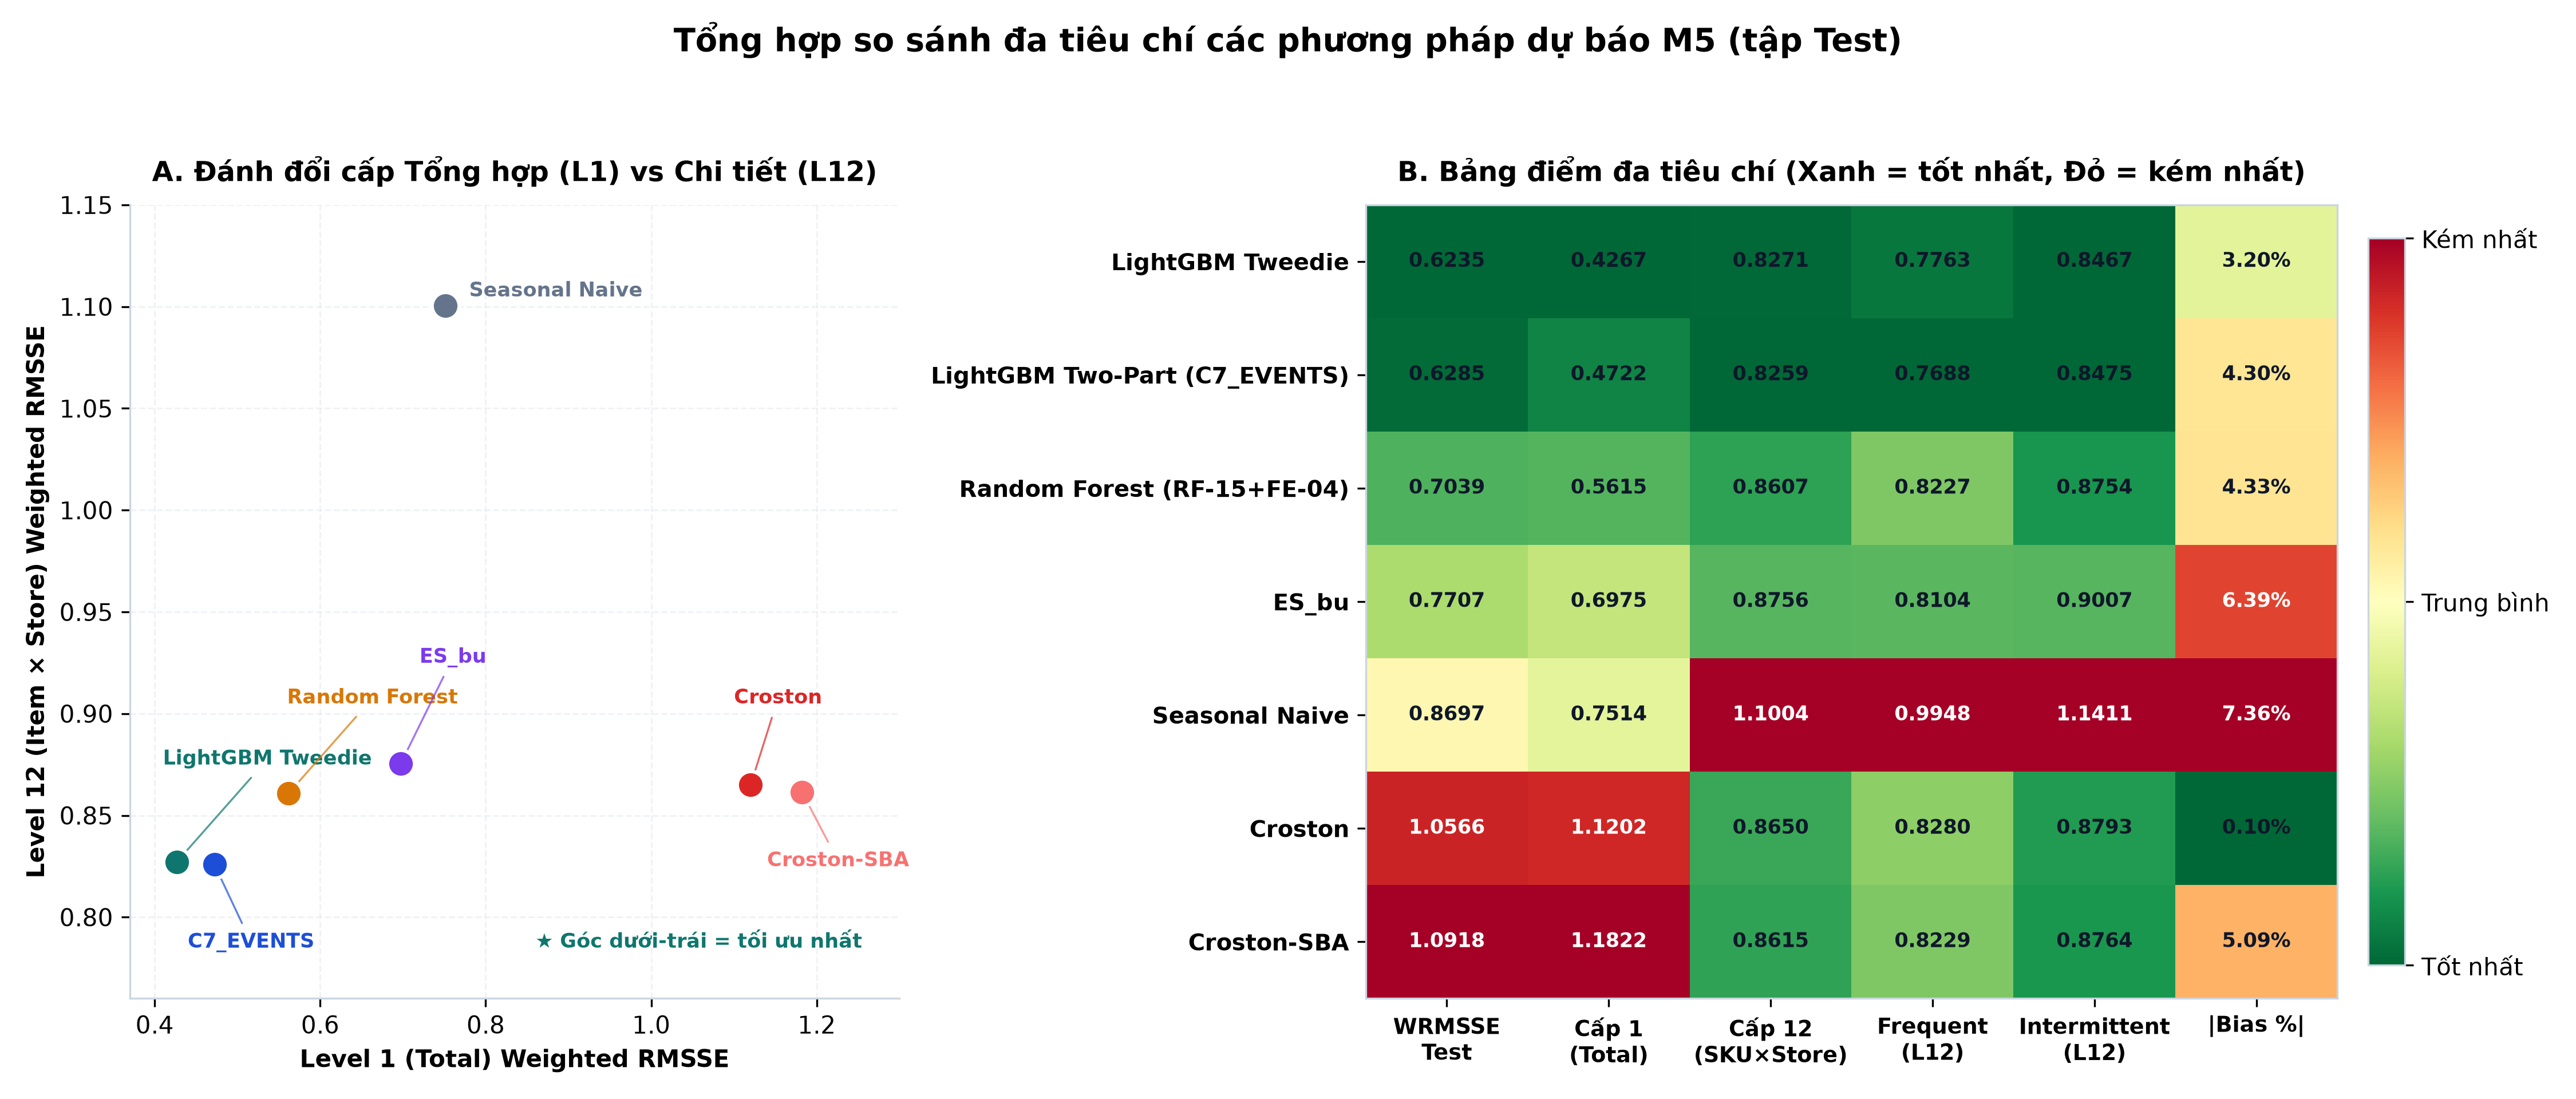 Tổng hợp so sánh đa tiêu chí các phương pháp dự báo M5 (tập Test)
A. Đánh đổi cấp Tổng hợp (L1) vs Chi tiết (L12)
Level 12 (Item × Store) Weighted RMSSE
1.15
1.10
1.05
1.00
0.95
0.90
0.85
0.80
Seasonal Naive
ES_bu
Random Forest
Croston
LightGBM Tweedie
Croston-SBA
C7_EVENTS
★ Góc dưới-trái = tối ưu nhất
0.4 0.6 0.8 1.0 1.2
Level 1 (Total) Weighted RMSSE
B. Bảng điểm đa tiêu chí (Xanh = tốt nhất, Đỏ = kém nhất)
LightGBM Tweedie 0.6235 0.4267 0.8271 0.7763 0.8467 3.20%
LightGBM Two-Part (C7_EVENTS) 0.6285 0.4722 0.8259 0.7688 0.8475 4.30%
Random Forest (RF-15+FE-04) 0.7039 0.5615 0.8607 0.8227 0.8754 4.33%
ES_bu 0.7707 0.6975 0.8756 0.8104 0.9007 6.39%
Seasonal Naive 0.8697 0.7514 1.1004 0.9948 1.1411 7.36%
Croston 1.0566 1.1202 0.8650 0.8280 0.8793 0.10%
Croston-SBA 1.0918 1.1822 0.8615 0.8229 0.8764 5.09%
WRMSSE Cấp 1 Cấp 12 Frequent Intermittent |Bias %|
Test (Total) (SKU×Store) (L12) (L12)
Kém nhất
Trung bình
Tốt nhất